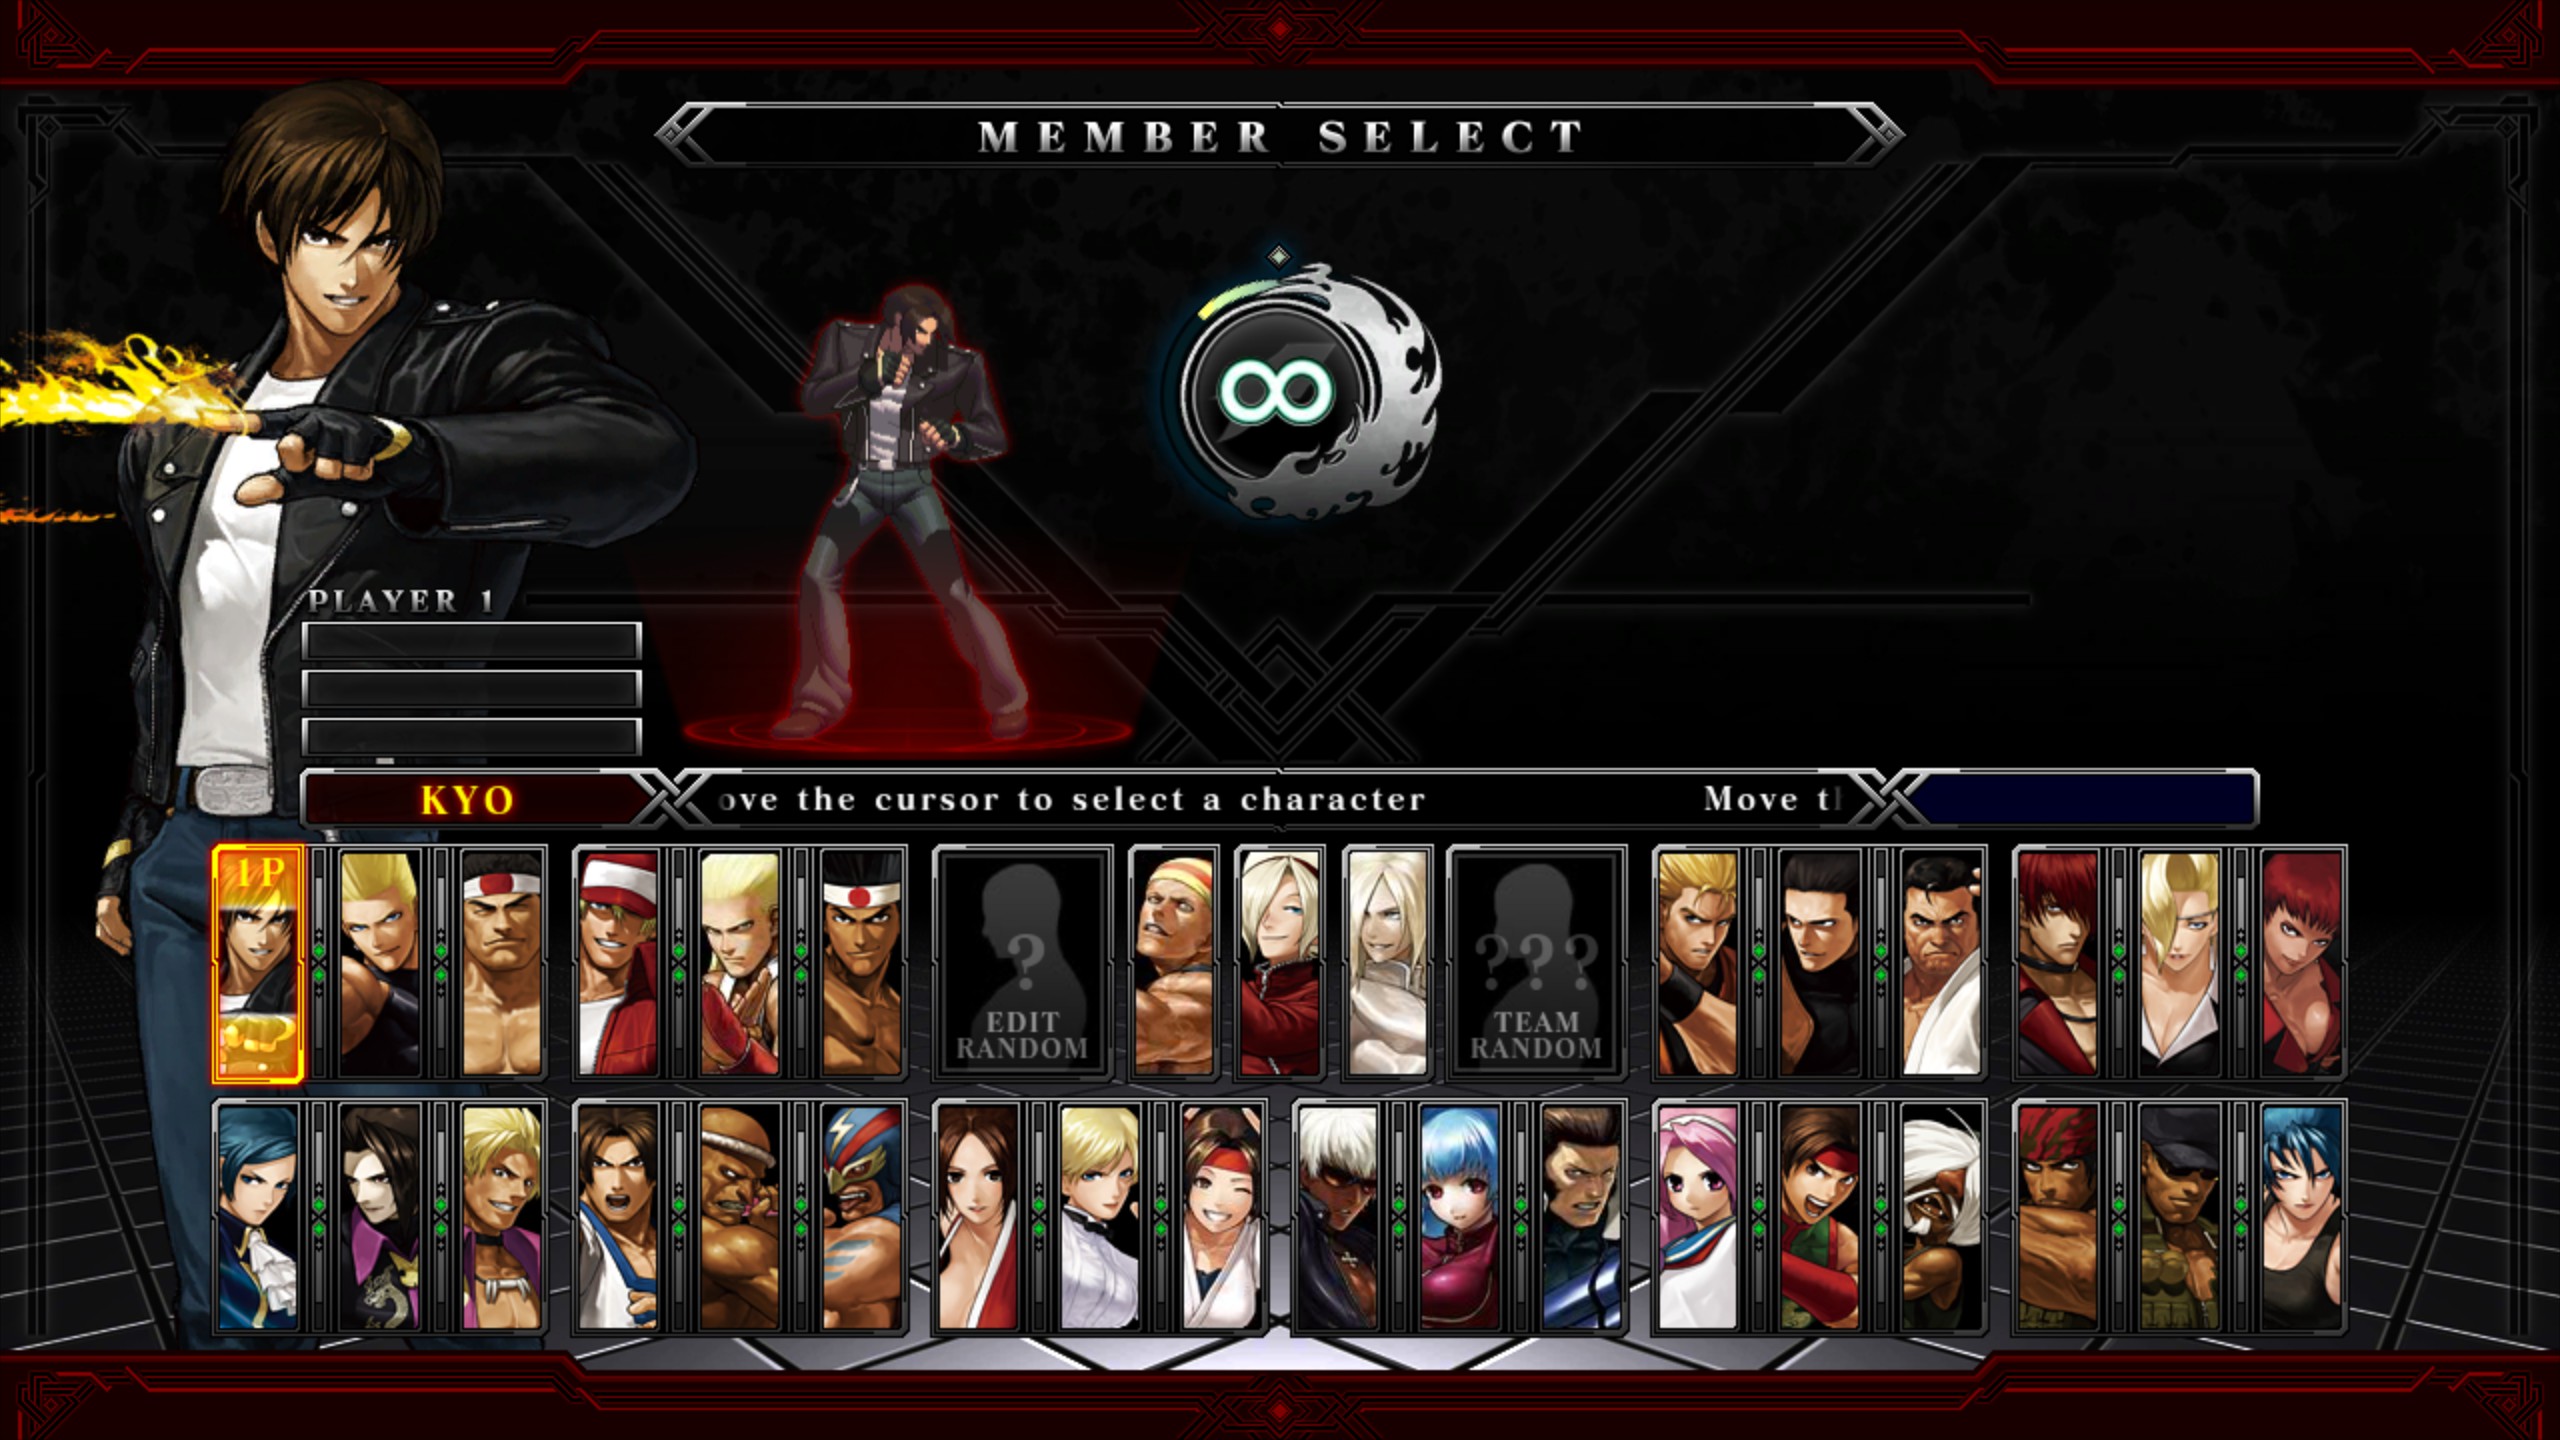 MEMBER SELECT
∞
PLAYER 1
KYO
ove the cursor to select a character
Move t
1P
?
EDIT
RANDOM
???
TEAM
RANDOM